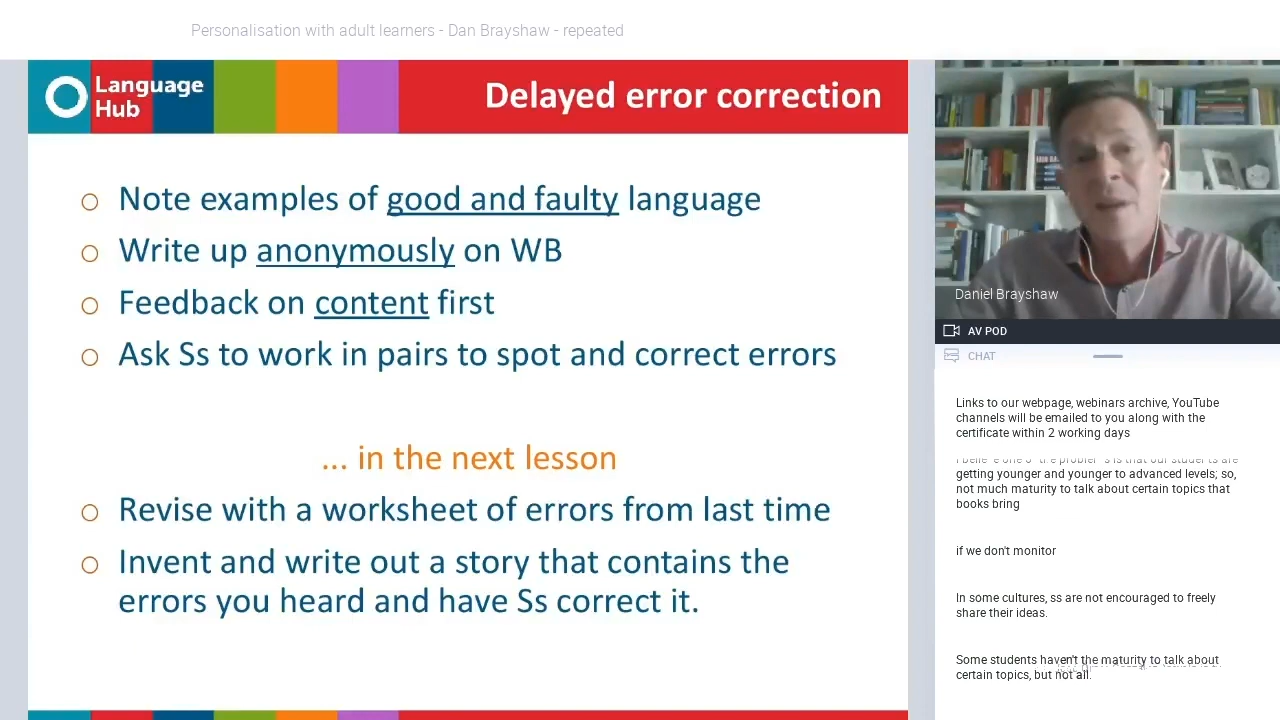 Personalisation with adult learners - Dan Brayshaw - repeated
Language
Hub
Delayed error correction
Note examples of good and faulty language
Write up anonymously on WB
Feedback on content first
Ask Ss to work in pairs to spot and correct errors
... in the next lesson
Revise with a worksheet of errors from last time
Invent and write out a story that contains the
errors you heard and have Ss correct it.
Daniel Brayshaw
AV POD
CHAT
Links to our webpage, webinars archive, YouTube
channels will be emailed to you along with the
certificate within 2 working days
getting younger and younger to advanced levels; so,
not much maturity to talk about certain topics that
books bring
if we don't monitor
In some cultures, ss are not encouraged to freely
share their ideas.
Some students haven't the maturity to talk about
certain topics, but not all.